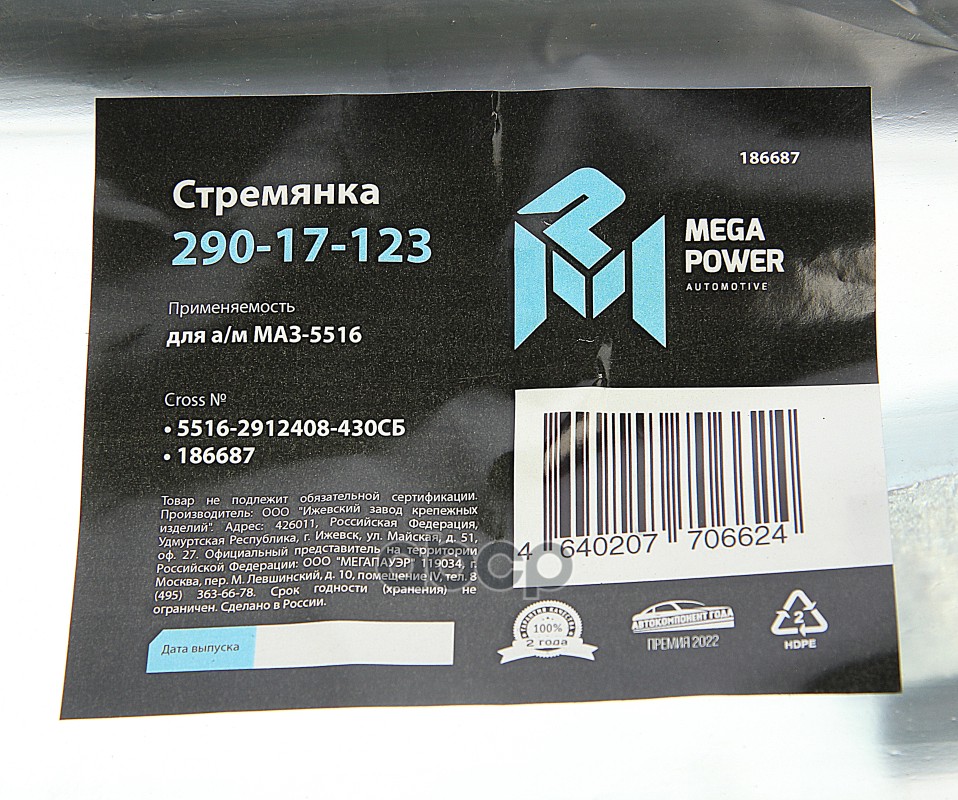 186687
Стремянка
290-17-123
MEGA
POWER
AUTOMOTIVE
Применяемость
для а/м МАЗ-5516
Cross №
• 5516-2912408-430СБ
• 186687
Товар не подлежит обязательной сертификации.
Производитель: ООО "Ижевский завод крепежных
изделий". Адрес: 426011, Российская Федерация,
Удмуртская Республика, г. Ижевск, ул. Майская, д. 51,
оф. 27. Официальный представитель на территории
Российской Федерации: ООО "МЕГАПАУЭР" 119034, г.
Москва, пер. М. Левшинский, д. 10, помещение IV, тел. 8
(495) 363-66-78. Срок годности (хранения) не
ограничен. Сделано в России.
4 640207 706624
Дата выпуска
ГАРАНТИЯ КАЧЕСТВА
100%
2 года
АВТОКОМПОНЕНТ ГОДА
ПРЕМИЯ 2022
2
HDPE